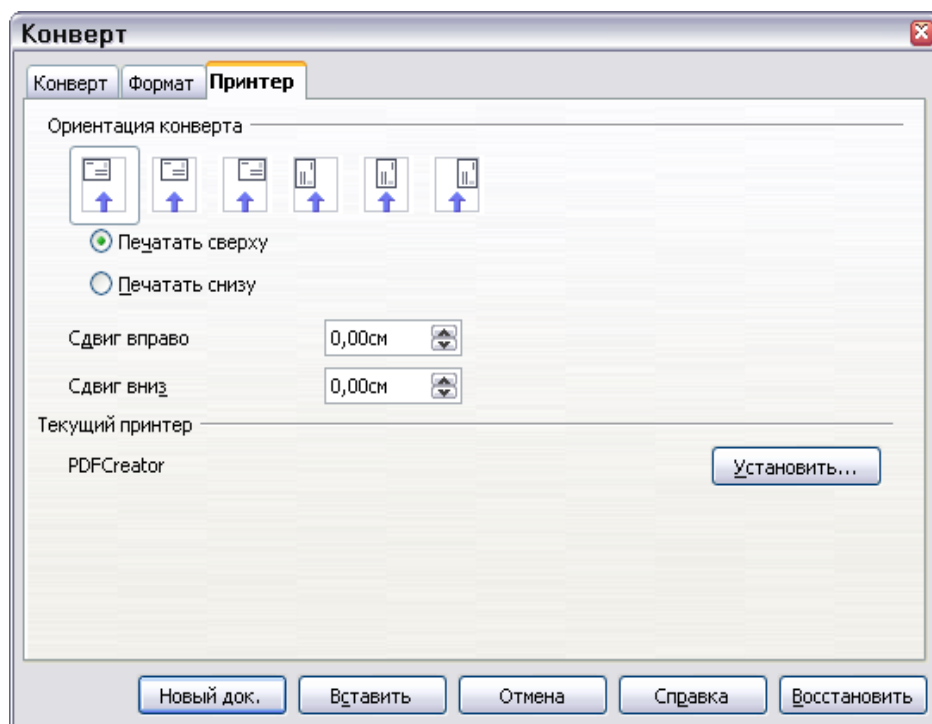 Конверт
Конверт Формат Принтер
Ориентация конверта
Печатать сверху
Печатать снизу
Сдвиг вправо 0,00см
Сдвиг вниз 0,00см
Текущий принтер
PDFCreator Установить...
Новый док. Вставить Отмена Справка Восстановить